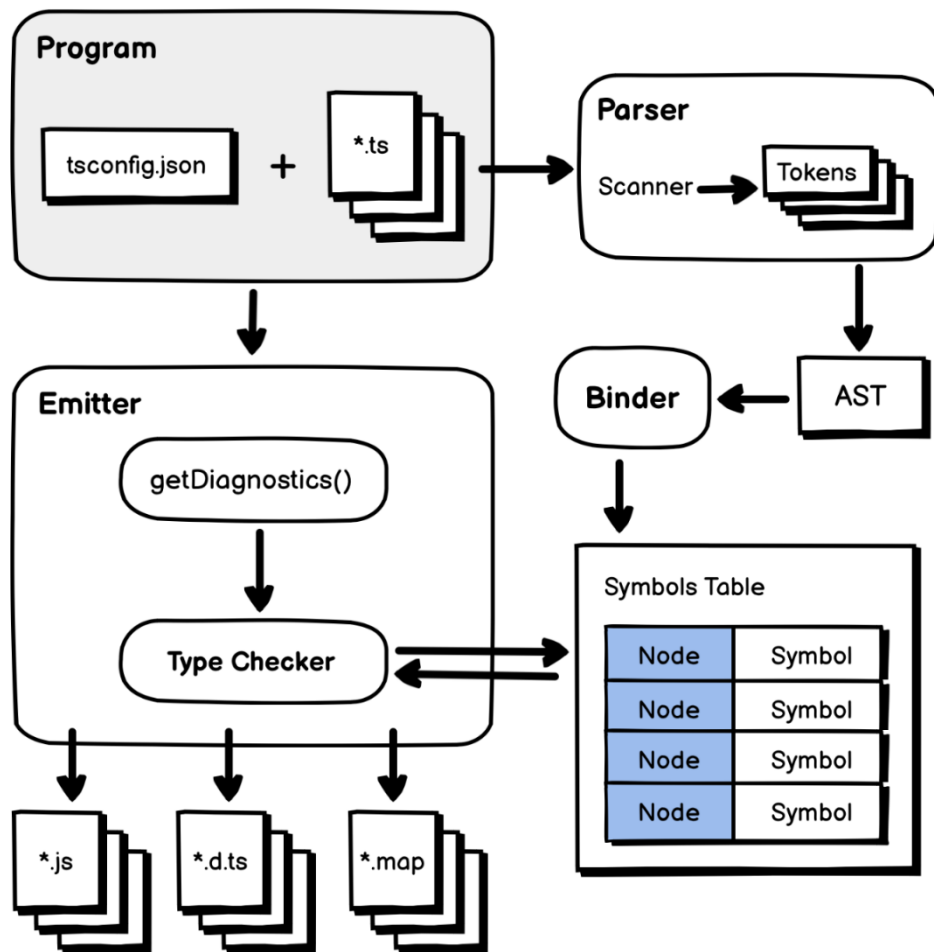 Program
tsconfig.json
+
*.ts
Parser
Scanner
Tokens
AST
Binder
Emitter
getDiagnostics()
Type Checker
Symbols Table
Node Symbol
Node Symbol
Node Symbol
Node Symbol
*.js
*.d.ts
*.map